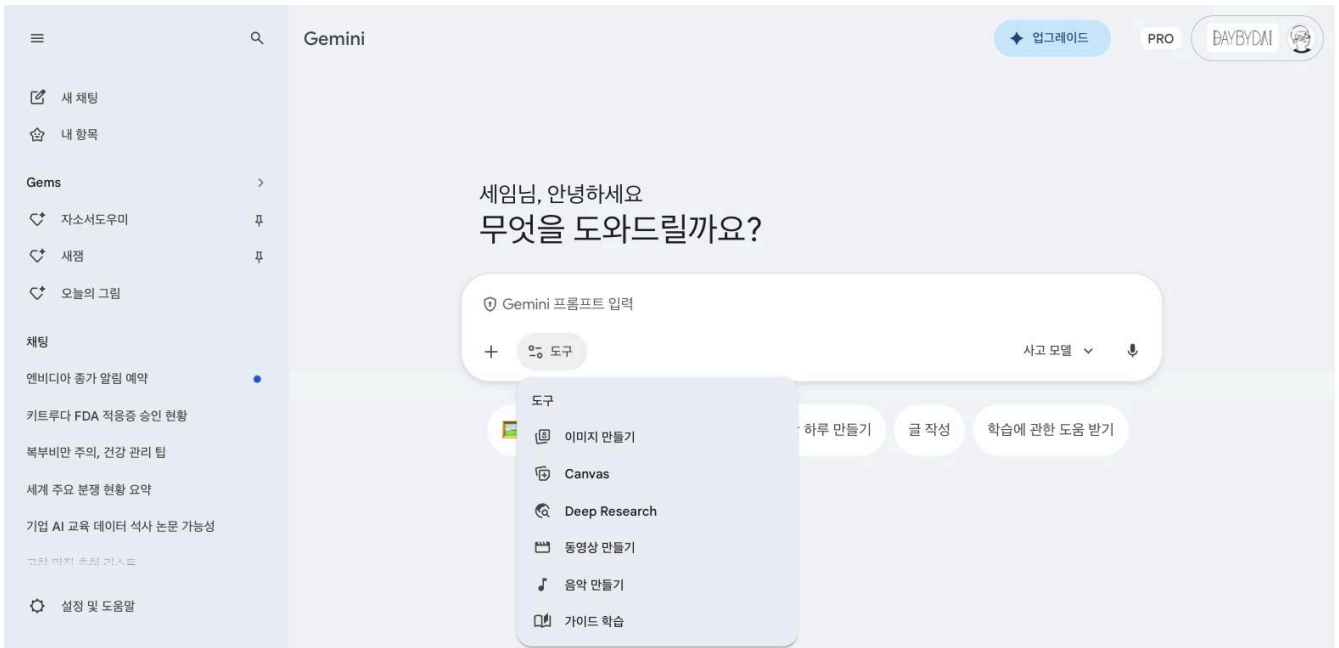 Gemini
업그레이드
PRO
DAYBYDAI
새 채팅
내 항목
Gems
자소서도우미
새잼
오늘의 그림
채팅
엔비디아 종가 알림 예약
키트루다 FDA 적응증 승인 현황
복부비만 주의, 건강 관리 팁
세계 주요 분쟁 현황 요약
기업 AI 교육 데이터 석사 논문 가능성
설정 및 도움말
세임님, 안녕하세요
무엇을 도와드릴까요?
Gemini 프롬프트 입력
도구
사고 모델
도구
이미지 만들기
Canvas
Deep Research
동영상 만들기
음악 만들기
가이드 학습
하루 만들기
글 작성
학습에 관한 도움 받기